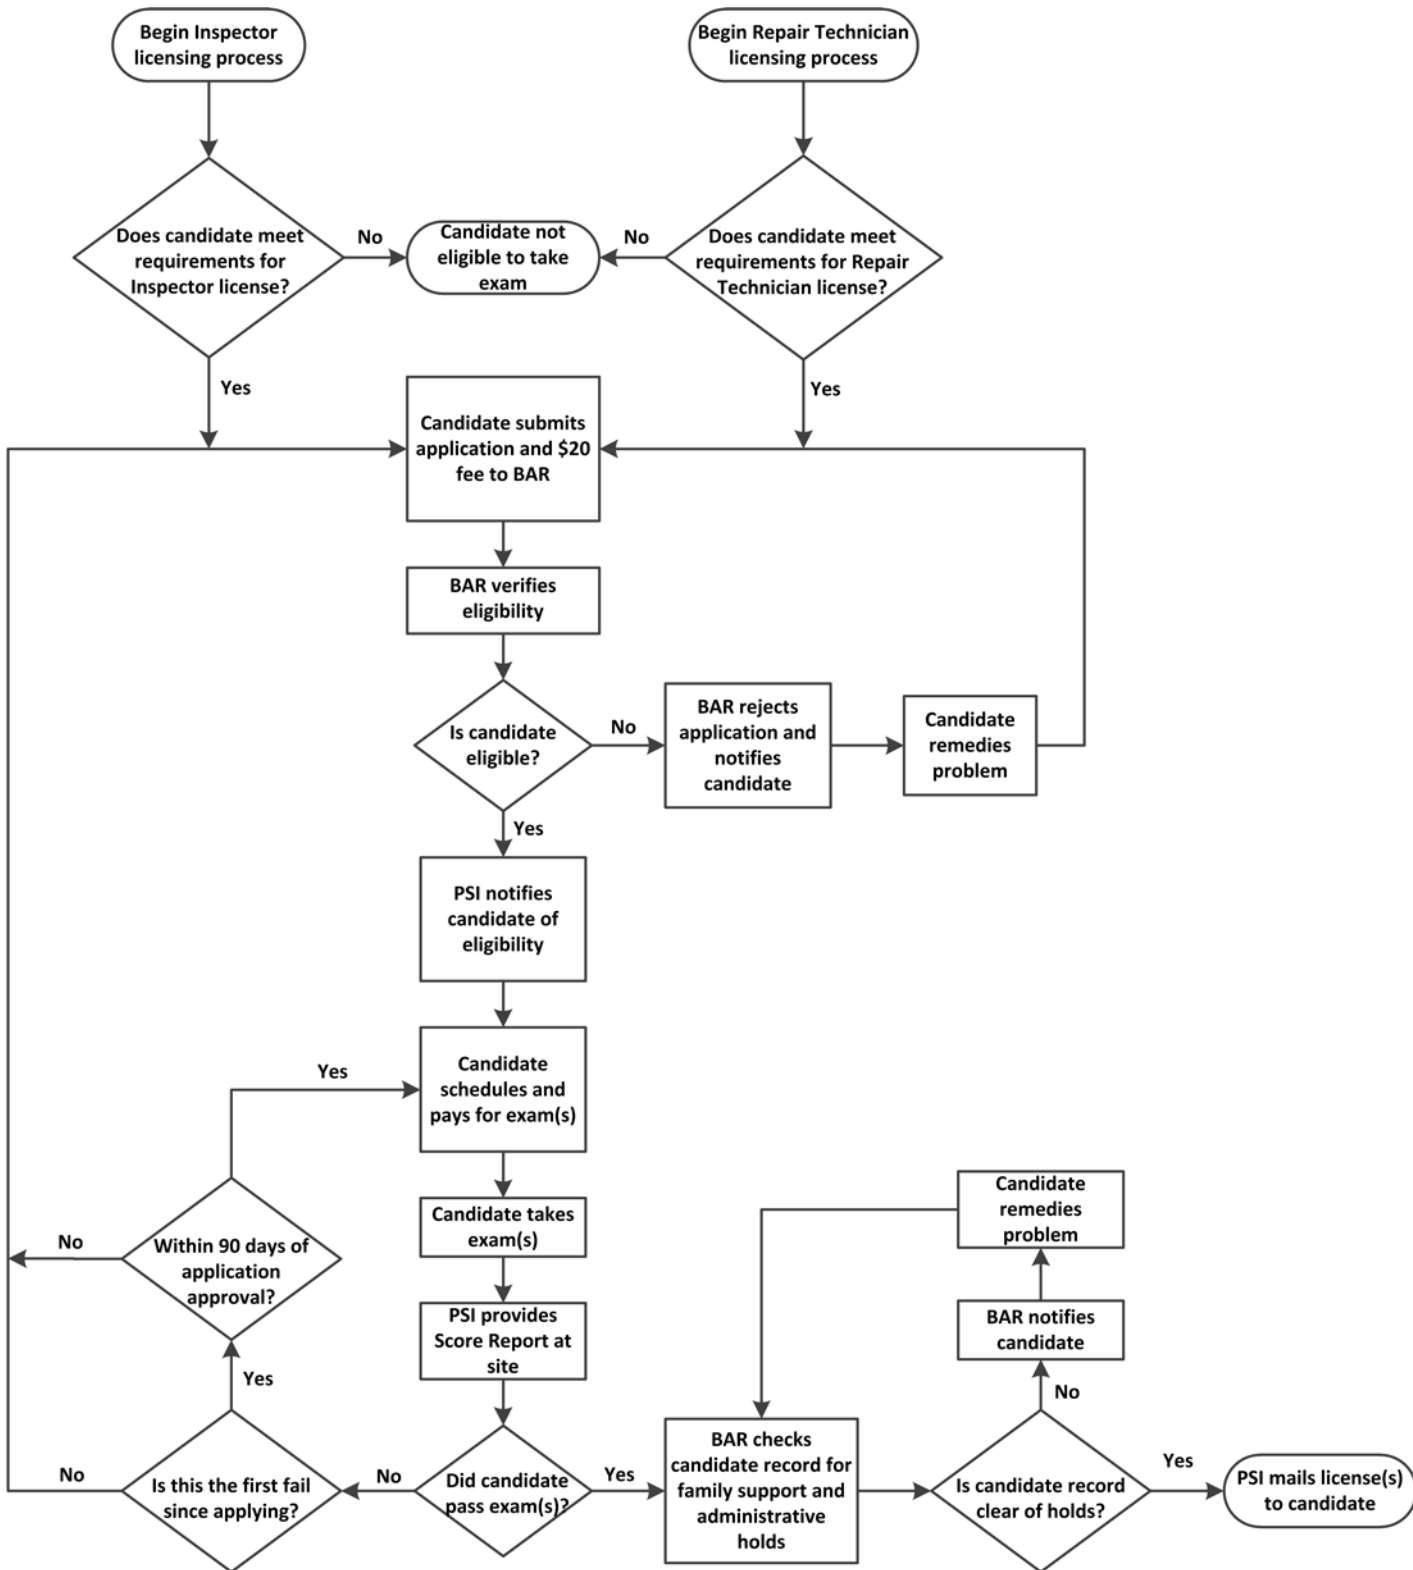 Begin Inspector
licensing process
Begin Repair Technician
licensing process
Does candidate meet
requirements for
Inspector license?
No
Candidate not
eligible to take
exam
No
Does candidate meet
requirements for Repair
Technician license?
Yes
Yes
Candidate submits
application and $20
fee to BAR
BAR verifies
eligibility
Is candidate
eligible?
No
BAR rejects
application and
notifies
candidate
Candidate
remedies
problem
Yes
PSI notifies
candidate of
eligibility
Candidate
schedules and
pays for exam(s)
Yes
Candidate takes
exam(s)
Within 90 days of
application
approval?
No
PSI provides
Score Report at
site
Yes
Candidate
remedies
problem
BAR notifies
candidate
No
Is this the first fail
since applying?
No
No
Did candidate
pass exam(s)?
Yes
BAR checks
candidate record for
family support and
administrative
holds
Is candidate record
clear of holds?
Yes
PSI mails license(s)
to candidate